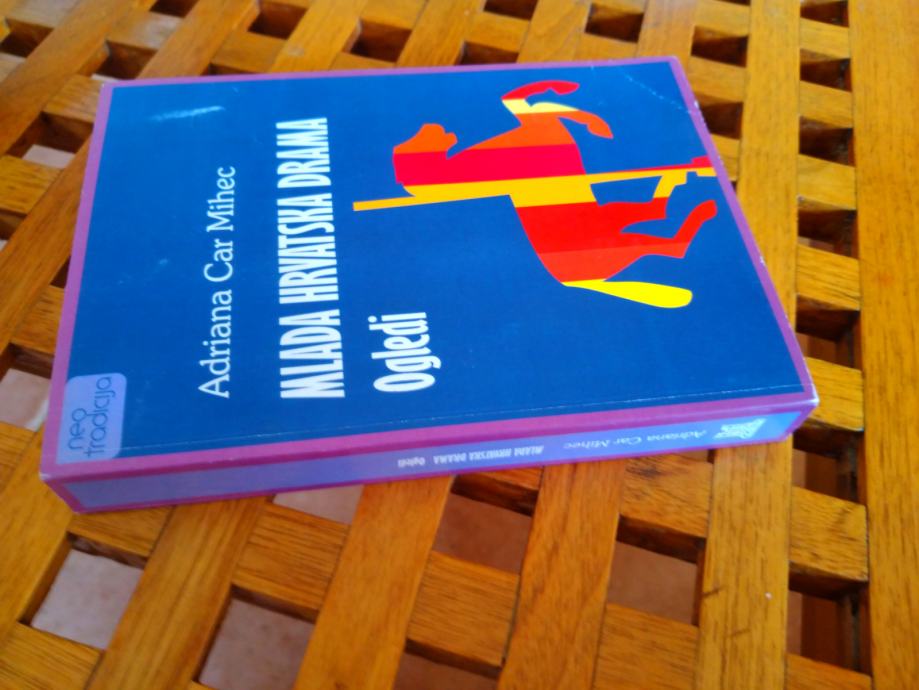 neo
tradicija
Adriana Car Mihec
MLADA HRVATSKA DRAMA
Ogledi
Adriana Car Mihec MLADA HRVATSKA DRAMA Ogledi